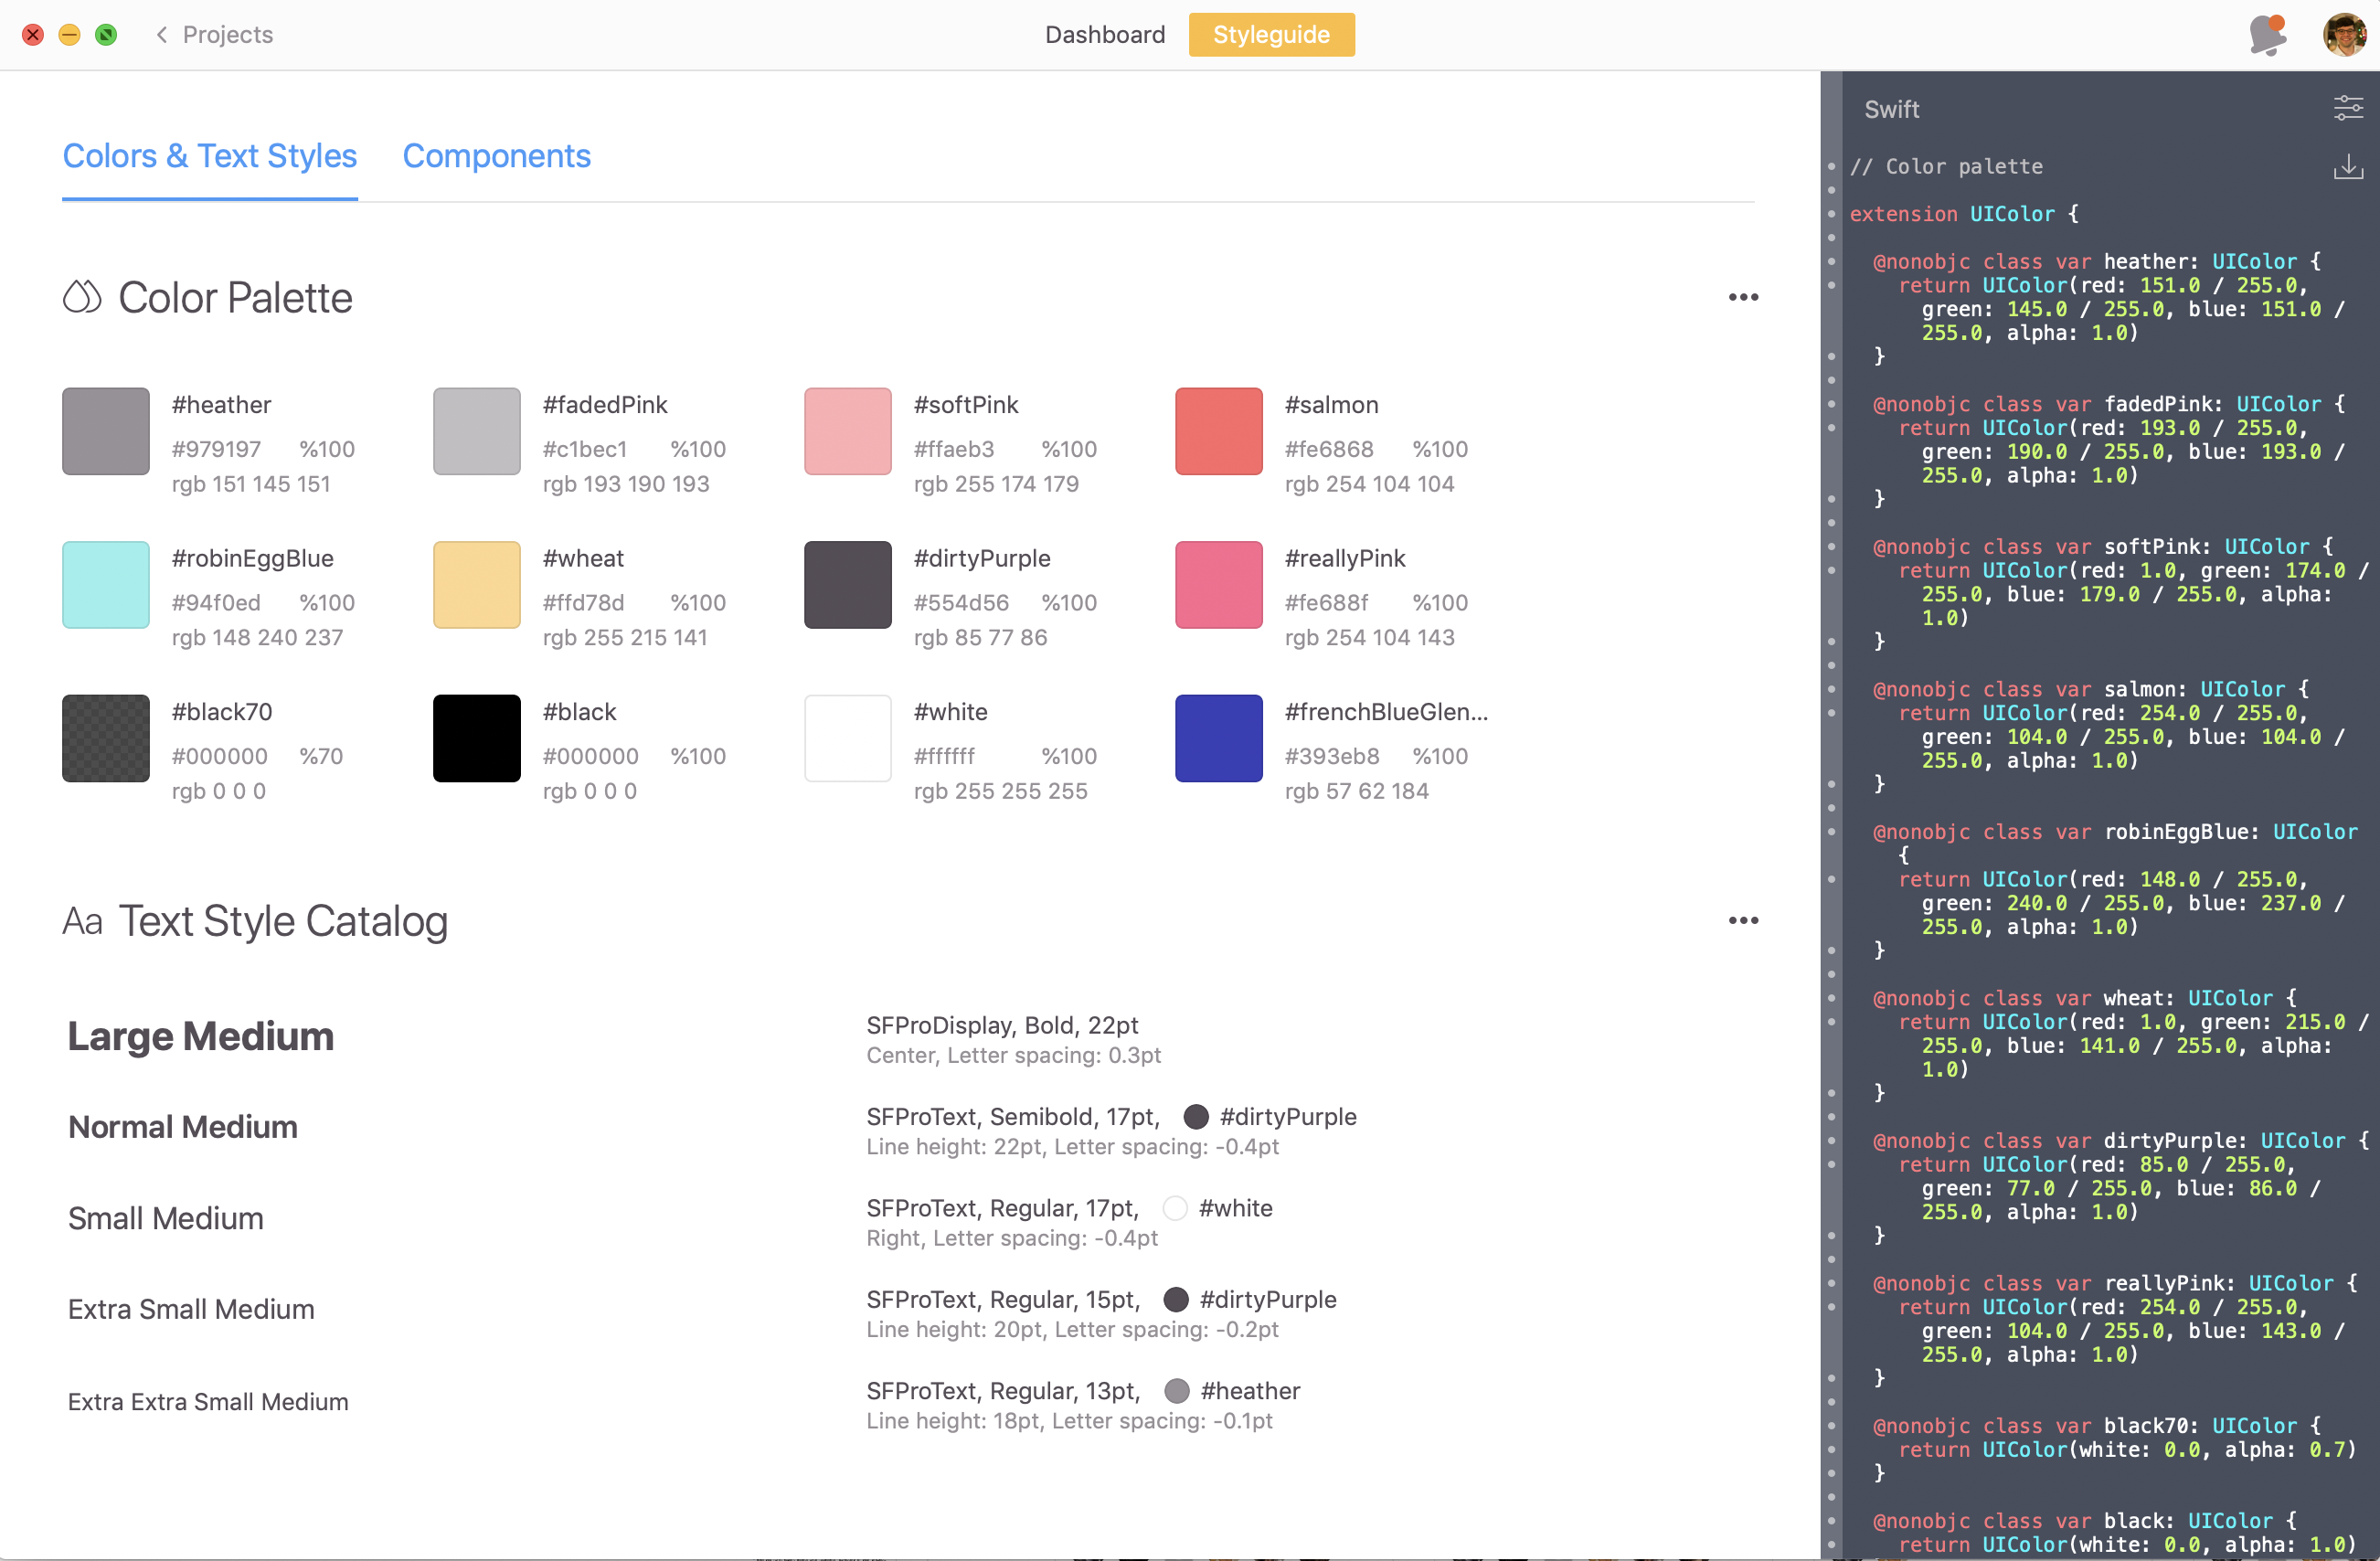 Projects
Dashboard
Styleguide
Colors & Text Styles
Components
Color Palette
#heather
#979197 %100
rgb 151 145 151
#fadedPink
#c1bec1 %100
rgb 193 190 193
#softPink
#ffaeb3 %100
rgb 255 174 179
#salmon
#fe6868 %100
rgb 254 104 104
#robinEggBlue
#94f0ed %100
rgb 148 240 237
#wheat
#ffd78d %100
rgb 255 215 141
#dirtyPurple
#554d56 %100
rgb 85 77 86
#reallyPink
#fe688f %100
rgb 254 104 143
#black70
#000000 %70
rgb 0 0 0
#black
#000000 %100
rgb 0 0 0
#white
#ffffff %100
rgb 255 255 255
#frenchBlueGlen...
#393eb8 %100
rgb 57 62 184
Aa Text Style Catalog
Large Medium
SFProDisplay, Bold, 22pt
Center, Letter spacing: 0.3pt
Normal Medium
SFProText, Semibold, 17pt, #dirtyPurple
Line height: 22pt, Letter spacing: -0.4pt
Small Medium
SFProText, Regular, 17pt, #white
Right, Letter spacing: -0.4pt
Extra Small Medium
SFProText, Regular, 15pt, #dirtyPurple
Line height: 20pt, Letter spacing: -0.2pt
Extra Extra Small Medium
SFProText, Regular, 13pt, #heather
Line height: 18pt, Letter spacing: -0.1pt
Swift
// Color palette
extension UIColor {
@nonobjc class var heather: UIColor {
return UIColor(red: 151.0 / 255.0,
green: 145.0 / 255.0, blue: 151.0 /
255.0, alpha: 1.0)
}
@nonobjc class var fadedPink: UIColor {
return UIColor(red: 193.0 / 255.0,
green: 190.0 / 255.0, blue: 193.0 /
255.0, alpha: 1.0)
}
@nonobjc class var softPink: UIColor {
return UIColor(red: 1.0, green: 174.0 /
255.0, blue: 179.0 / 255.0, alpha:
1.0)
}
@nonobjc class var salmon: UIColor {
return UIColor(red: 254.0 / 255.0,
green: 104.0 / 255.0, blue: 104.0 /
255.0, alpha: 1.0)
}
@nonobjc class var robinEggBlue: UIColor
{
return UIColor(red: 148.0 / 255.0,
green: 240.0 / 255.0, blue: 237.0 /
255.0, alpha: 1.0)
}
@nonobjc class var wheat: UIColor {
return UIColor(red: 1.0, green: 215.0 /
255.0, blue: 141.0 / 255.0, alpha:
1.0)
}
@nonobjc class var dirtyPurple: UIColor {
return UIColor(red: 85.0 / 255.0,
green: 77.0 / 255.0, blue: 86.0 /
255.0, alpha: 1.0)
}
@nonobjc class var reallyPink: UIColor {
return UIColor(red: 254.0 / 255.0,
green: 104.0 / 255.0, blue: 143.0 /
255.0, alpha: 1.0)
}
@nonobjc class var black70: UIColor {
return UIColor(white: 0.0, alpha: 0.7)
}
@nonobjc class var black: UIColor {
return UIColor(white: 0.0, alpha: 1.0)